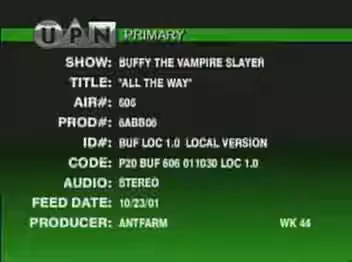 UPN PRIMARY
SHOW: BUFFY THE VAMPIRE SLAYER
TITLE: "ALL THE WAY"
AIR#: 606
PROD#: 6ABB06
ID#: BUF LOC 1.0 LOCAL VERSION
CODE: P20 BUF 606 011030 LOC 1.0
AUDIO: STEREO
FEED DATE: 10/23/01
PRODUCER: ANTFARM WK 44